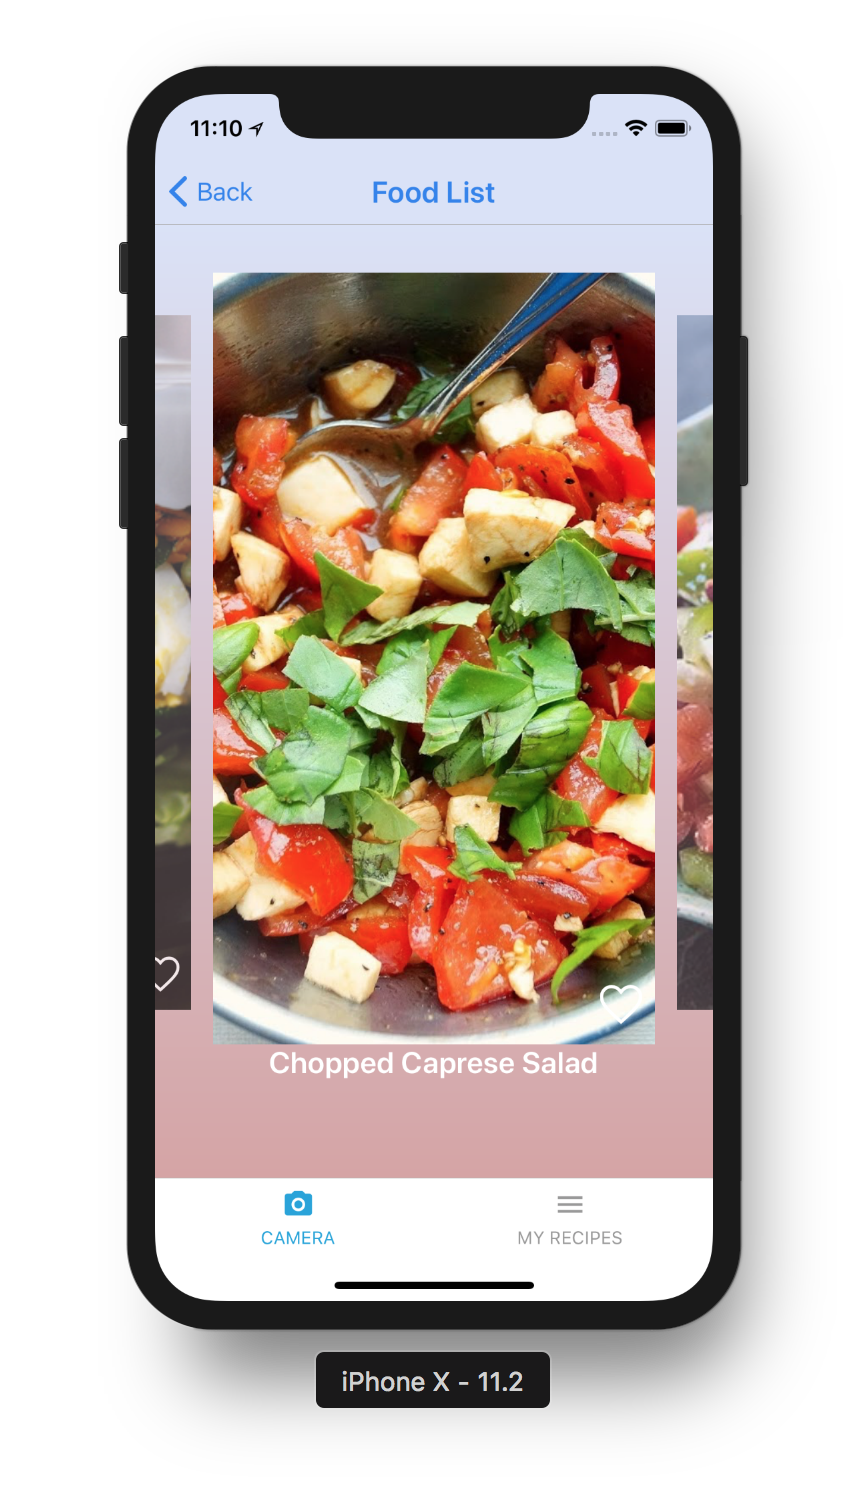 11:10
Back
Food List
Chopped Caprese Salad
CAMERA
MY RECIPES
iPhone X - 11.2